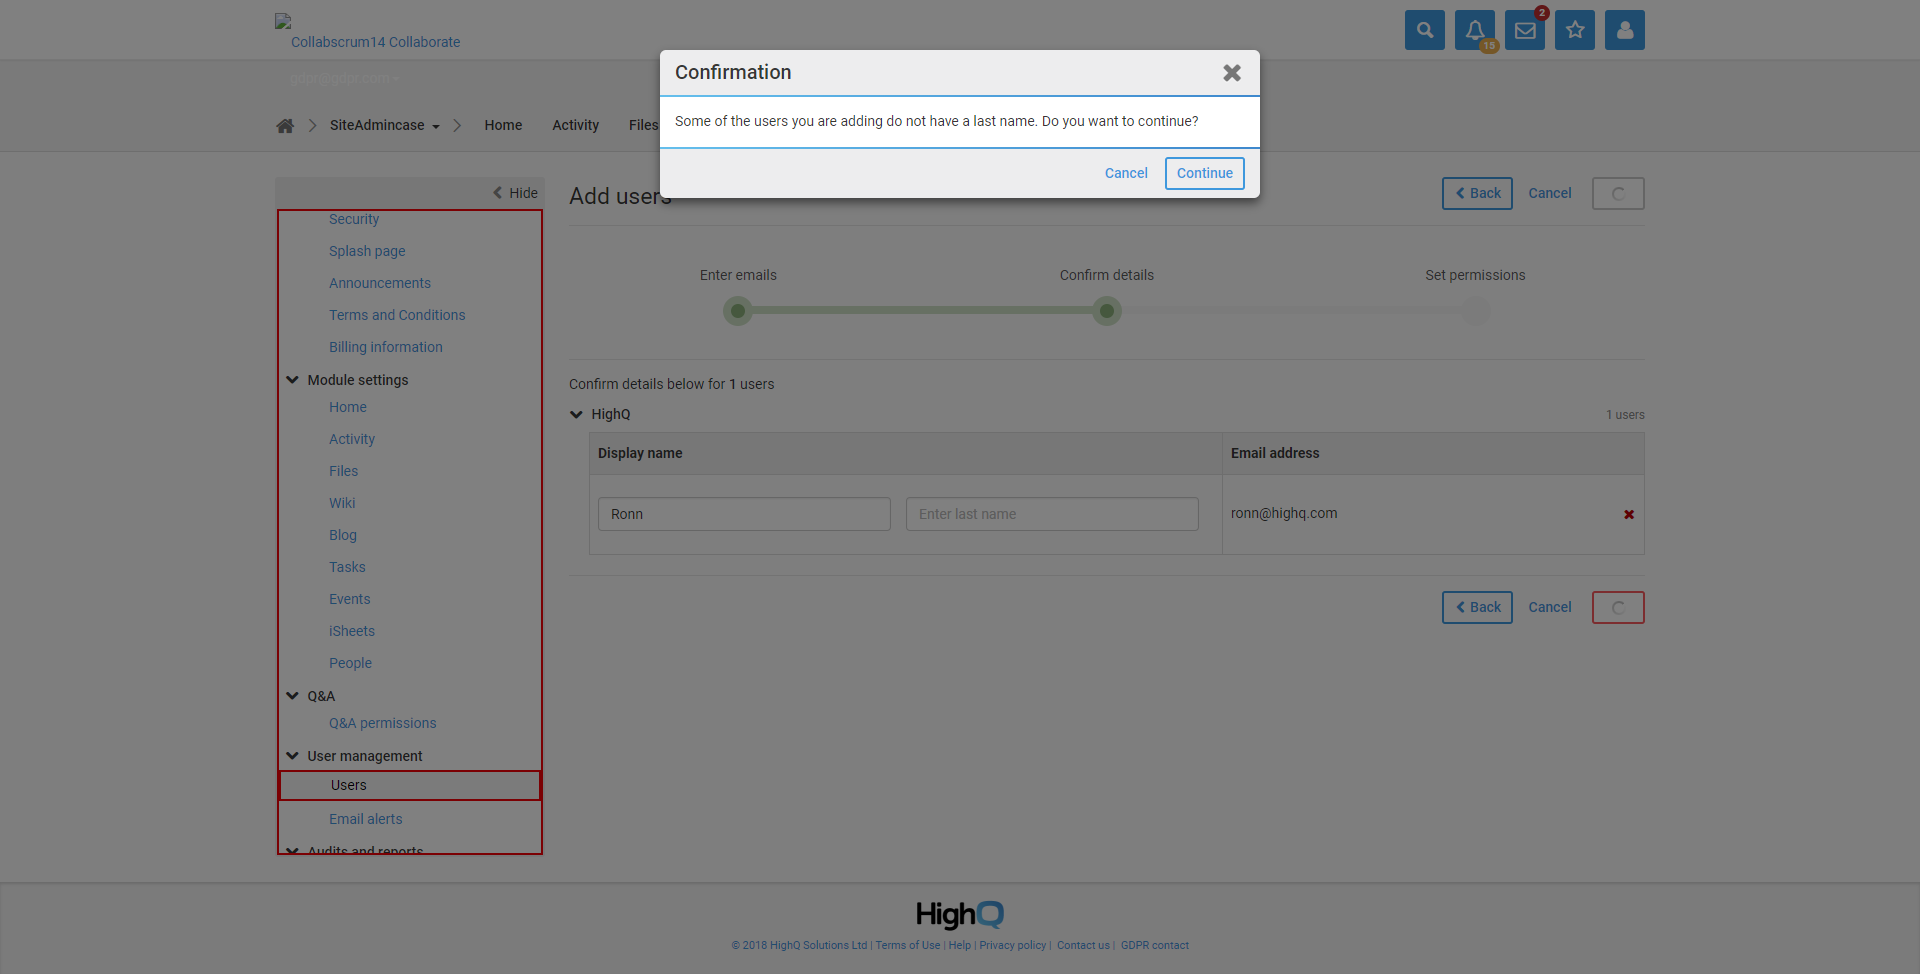 Collabscrum14 Collaborate
2
15
gdpr@gdpr.com
SiteAdmincase
Home
Activity
Files
Confirmation
Some of the users you are adding do not have a last name. Do you want to continue?
Cancel
Continue
Hide
Security
Splash page
Announcements
Terms and Conditions
Billing information
Module settings
Home
Activity
Files
Wiki
Blog
Tasks
Events
iSheets
People
Q&A
Q&A permissions
User management
Users
Email alerts
Audits and reports
Add users
Back
Cancel
Enter emails
Confirm details
Set permissions
Confirm details below for 1 users
HighQ
1 users
Display name
Email address
Ronn
Enter last name
ronn@highq.com
Back
Cancel
HighQ
© 2018 HighQ Solutions Ltd | Terms of Use | Help | Privacy policy | Contact us | GDPR contact